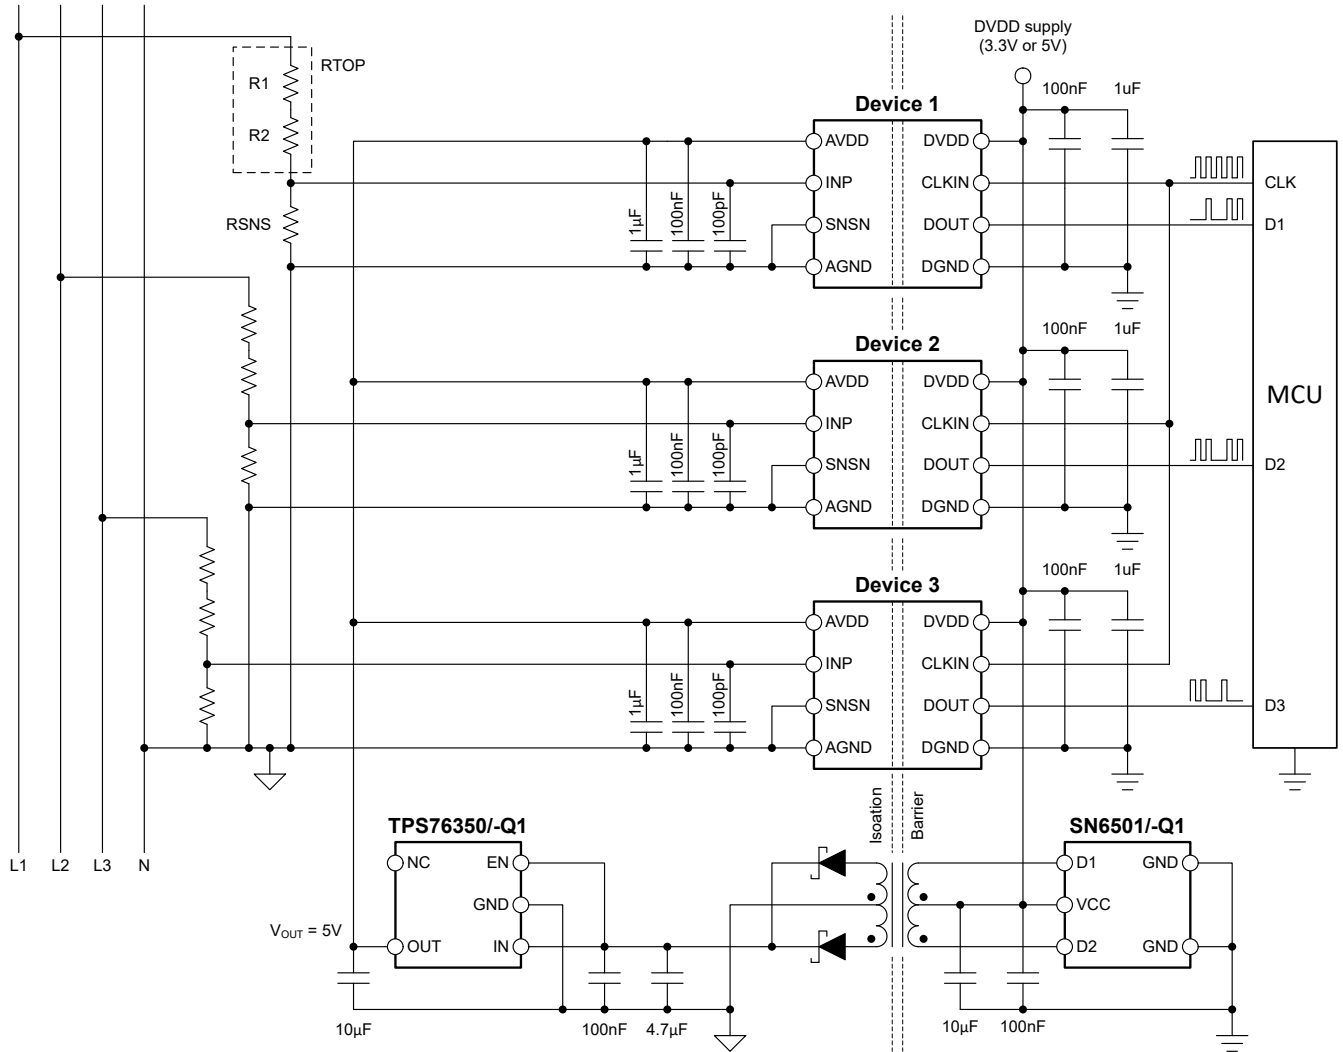 DVDD supply
(3.3V or 5V)
RTOP
R1
R2
RSNS
Device 1
100nF
1uF
AVDD
DVDD
INP
CLKIN
CLK
SNSN
DOUT
D1
AGND
DGND
1µF
100nF
100pF
Device 2
100nF
1uF
MCU
AVDD
DVDD
INP
CLKIN
SNSN
DOUT
D2
AGND
DGND
1µF
100nF
100pF
Device 3
100nF
1uF
AVDD
DVDD
INP
CLKIN
SNSN
DOUT
D3
AGND
DGND
1µF
100nF
100pF
Isoation
Barrier
L1
L2
L3
N
TPS76350/-Q1
NC
EN
GND
OUT
IN
VOUT = 5V
10µF
100nF
4.7µF
SN6501/-Q1
D1
GND
VCC
D2
GND
10µF
100nF